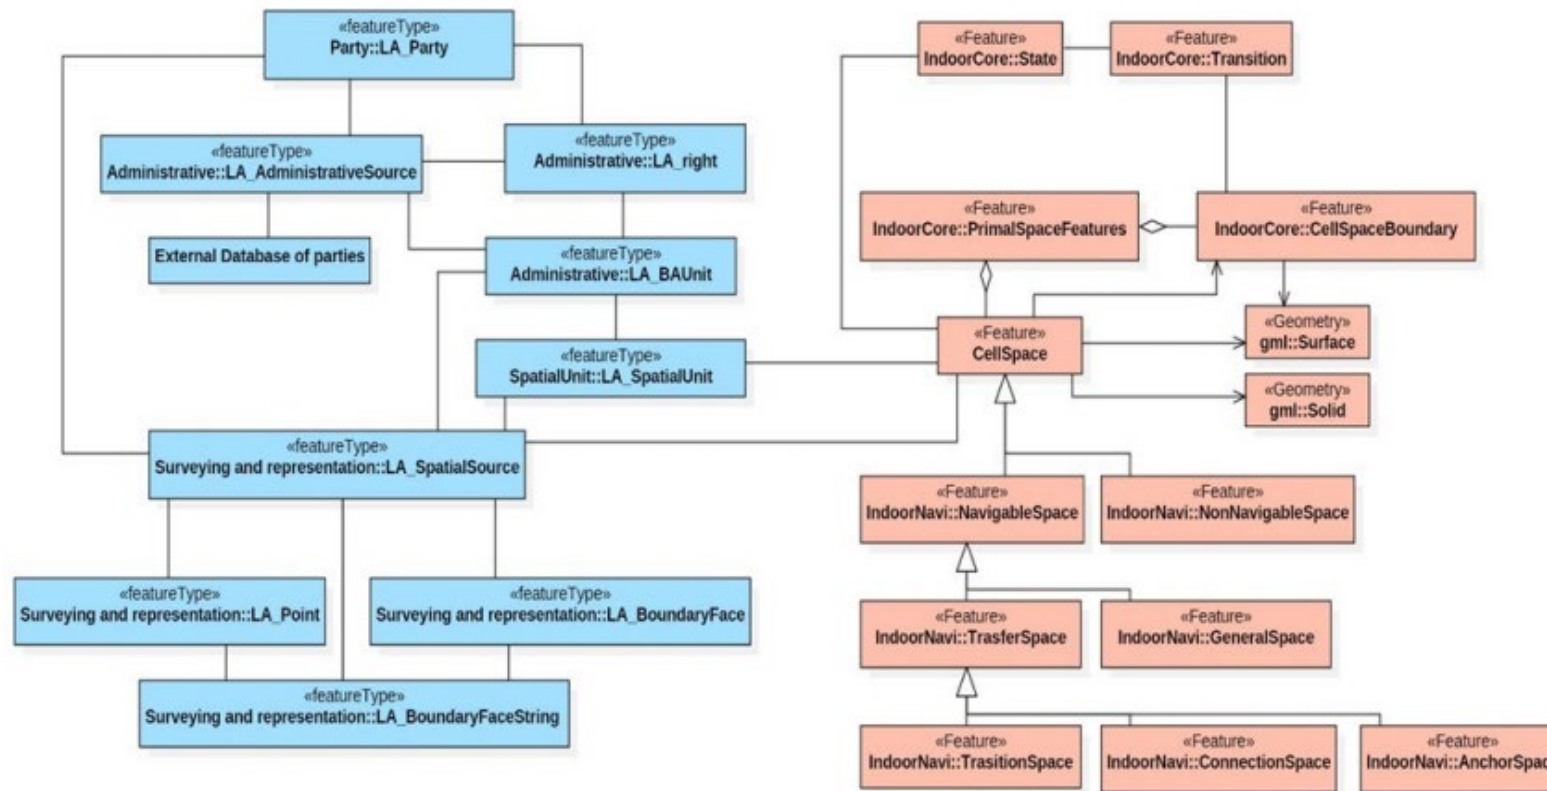 «featureType»
Party::LA_Party
«featureType»
Administrative::LA_AdministrativeSource
«featureType»
Administrative::LA_right
External Database of parties
«featureType»
Administrative::LA_BAUnit
«featureType»
SpatialUnit::LA_SpatialUnit
«featureType»
Surveying and representation::LA_SpatialSource
«featureType»
Surveying and representation::LA_Point
«featureType»
Surveying and representation::LA_BoundaryFace
«featureType»
Surveying and representation::LA_BoundaryFaceString
«Feature»
IndoorCore::State
«Feature»
IndoorCore::Transition
«Feature»
IndoorCore::PrimalSpaceFeatures
«Feature»
IndoorCore::CellSpaceBoundary
«Feature»
CellSpace
«Geometry»
gml::Surface
«Geometry»
gml::Solid
«Feature»
IndoorNavi::NavigableSpace
«Feature»
IndoorNavi::NonNavigableSpace
«Feature»
IndoorNavi::TrasferSpace
«Feature»
IndoorNavi::GeneralSpace
«Feature»
IndoorNavi::TrasitionSpace
«Feature»
IndoorNavi::ConnectionSpace
«Feature»
IndoorNavi::AnchorSpac